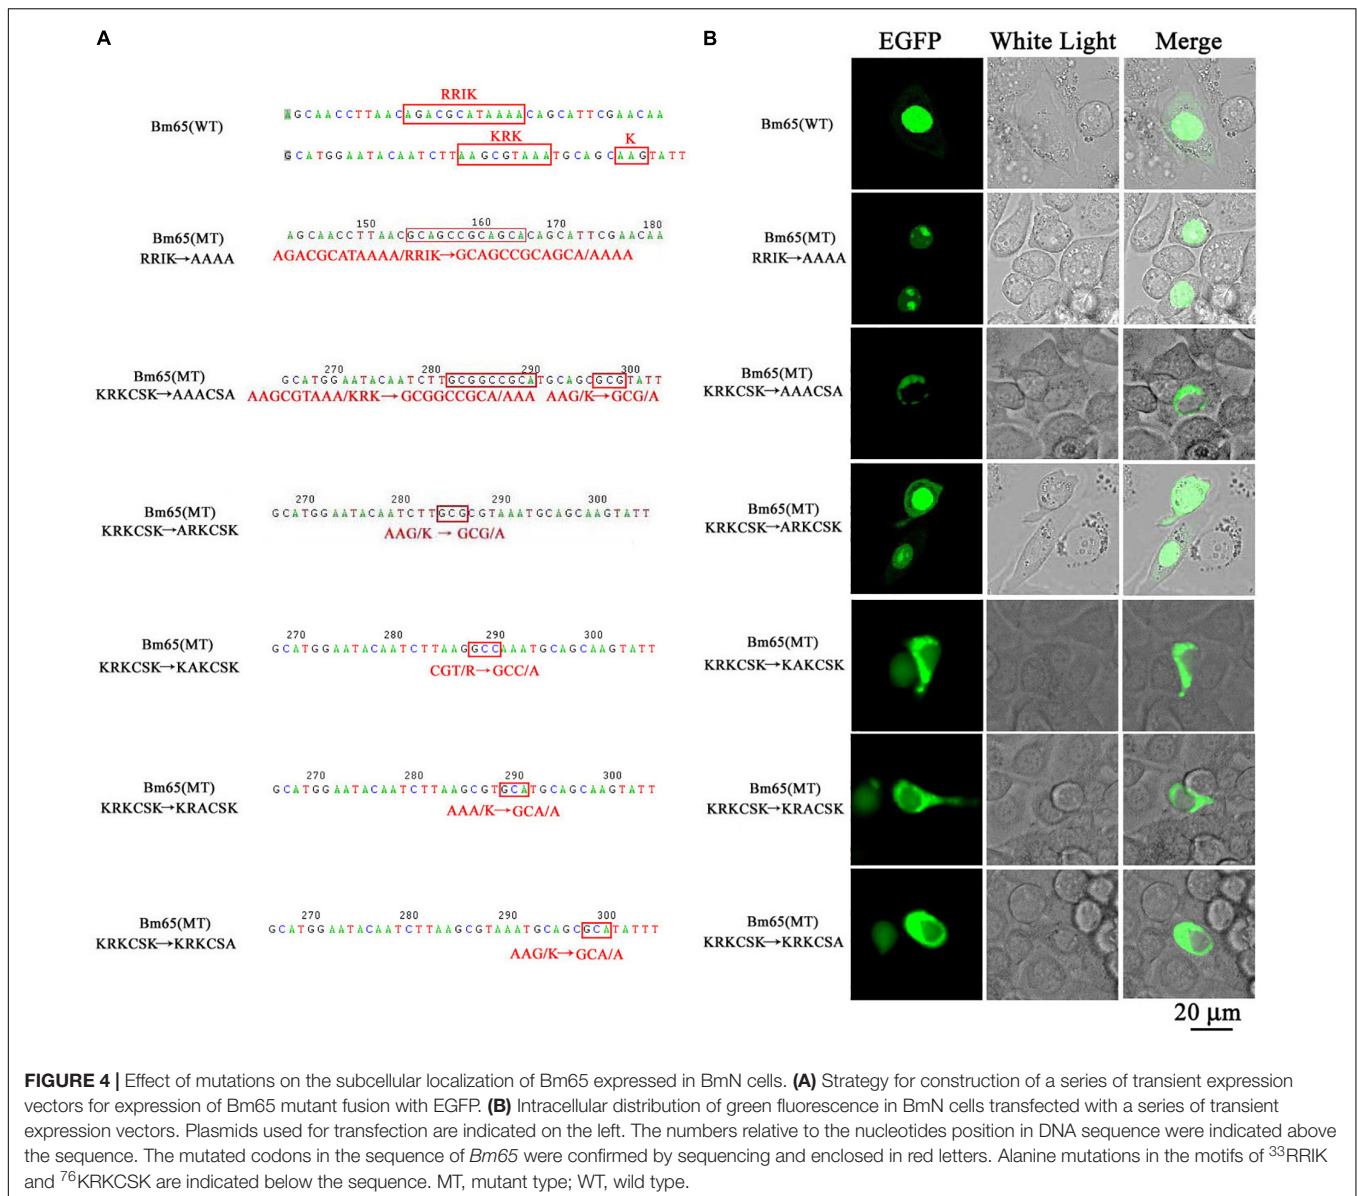 A
B
EGFP White Light Merge
RRIK
Bm65(WT)
AGCAACCTTAACAGACGCATAAAACAGCATTCGAACAA
KRK K
GCATGGAATACAATCTTAAGCGTAAATGCAGCAAGTATT
150 160 170 180
Bm65(MT)
RRIK→AAAA
AGCAACCTTAACGCAGCCGCAGCACAGCATTCGAACAA
AGACGCATAAAA/RRIK→GCAGCCGCAGCA/AAAA
270 280 290 300
Bm65(MT)
KRKCSK→AAACSA
GCATGGAATACAATCTTGCGGCCGCATGCAGCGCGTATT
AAGCGTAAA/KRK→GCGGCCGCA/AAA AAG/K→GCG/A
270 280 290 300
Bm65(MT)
KRKCSK→ARKCSK
GCATGGAATACAATCTTGCGCGTAAATGCAGCAAGTATT
AAG/K → GCG/A
270 280 290 300
Bm65(MT)
KRKCSK→KAKCSK
GCATGGAATACAATCTTAAGGCCAAATGCAGCAAGTATT
CGT/R→GCC/A
270 280 290 300
Bm65(MT)
KRKCSK→KRACSK
GCATGGAATACAATCTTAAGCGTGCATGCAGCAAGTATT
AAA/K→GCA/A
270 280 290 300
Bm65(MT)
KRKCSK→KRKCSA
GCATGGAATACAATCTTAAGCGTAAATGCAGCGCATATTT
AAG/K→GCA/A
Bm65(WT)
Bm65(MT)
RRIK→AAAA
Bm65(MT)
KRKCSK→AAACSA
Bm65(MT)
KRKCSK→ARKCSK
Bm65(MT)
KRKCSK→KAKCSK
Bm65(MT)
KRKCSK→KRACSK
Bm65(MT)
KRKCSK→KRKCSA
20 µm
FIGURE 4 | Effect of mutations on the subcellular localization of Bm65 expressed in BmN cells. (A) Strategy for construction of a series of transient expression
vectors for expression of Bm65 mutant fusion with EGFP. (B) Intracellular distribution of green fluorescence in BmN cells transfected with a series of transient
expression vectors. Plasmids used for transfection are indicated on the left. The numbers relative to the nucleotides position in DNA sequence were indicated above
the sequence. The mutated codons in the sequence of Bm65 were confirmed by sequencing and enclosed in red letters. Alanine mutations in the motifs of ³³RRIK
and ⁷⁶KRKCSK are indicated below the sequence. MT, mutant type; WT, wild type.